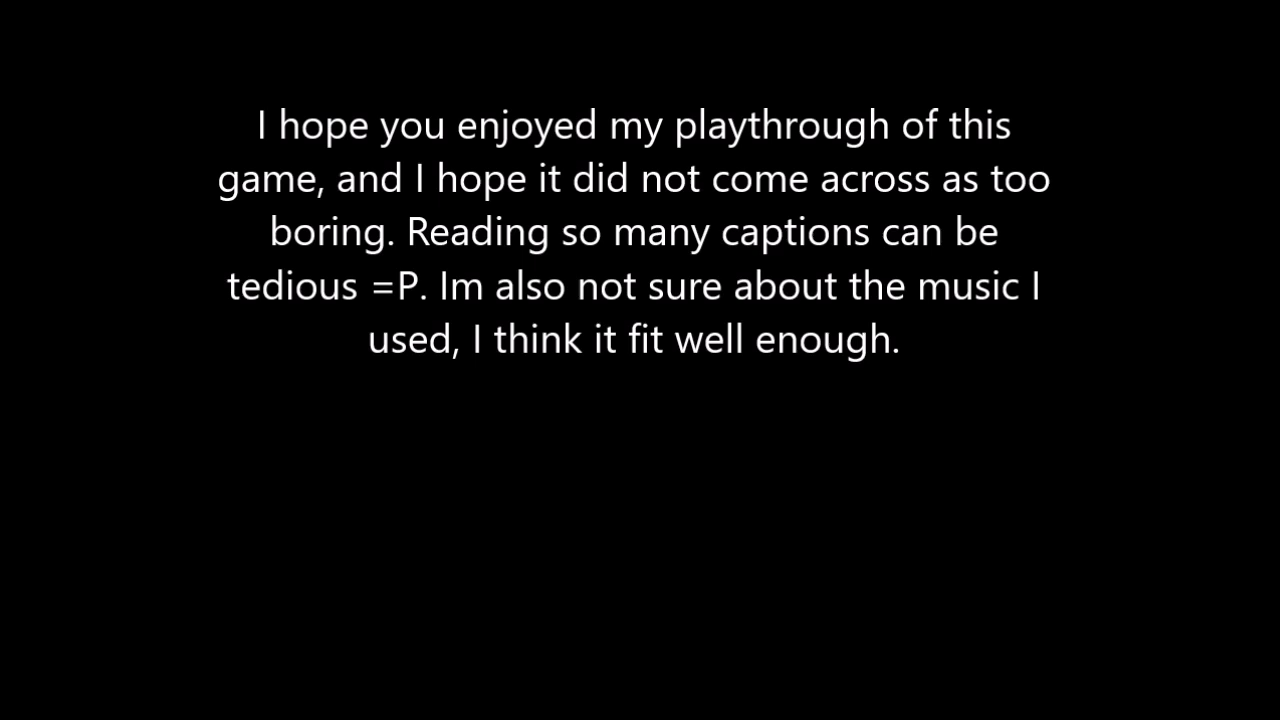 I hope you enjoyed my playthrough of this
game, and I hope it did not come across as too
boring. Reading so many captions can be
tedious =P. Im also not sure about the music I
used, I think it fit well enough.